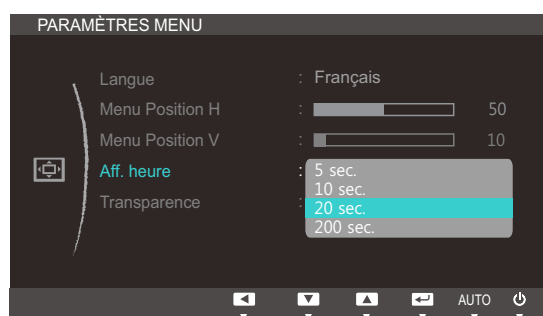 PARAMÈTRES MENU
Langue : Français
Menu Position H : 50
Menu Position V : 10
Aff. heure : 5 sec.
10 sec.
Transparence : 20 sec.
200 sec.
AUTO